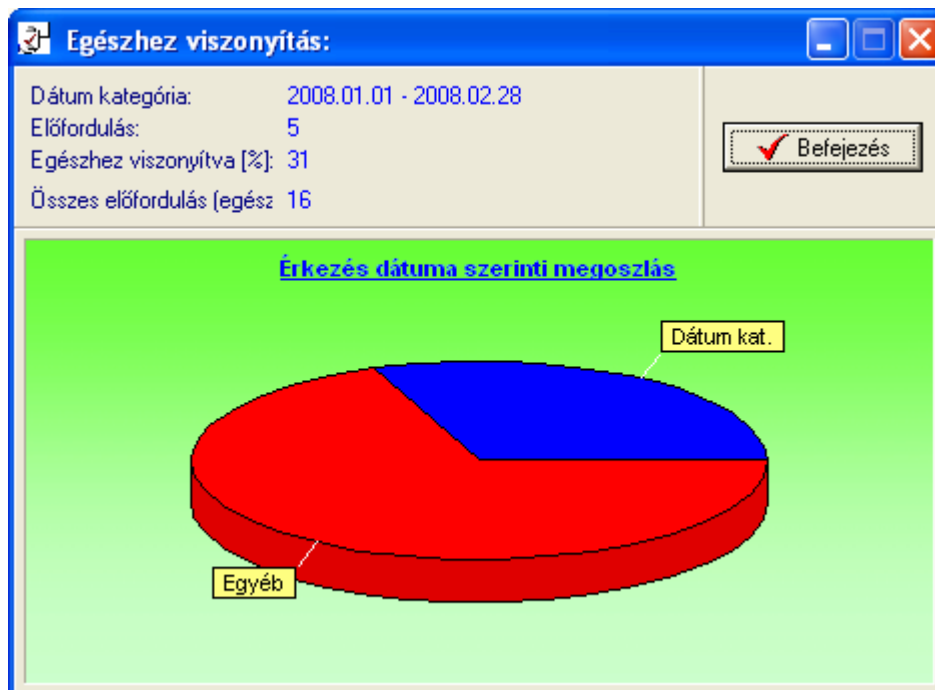 Egészhez viszonyítás:
Dátum kategória: 2008.01.01 - 2008.02.28
Előfordulás: 5
Egészhez viszonyítva [%]: 31
Összes előfordulás (egész 16
Befejezés
Érkezés dátuma szerinti megoszlás
Dátum kat.
Egyéb